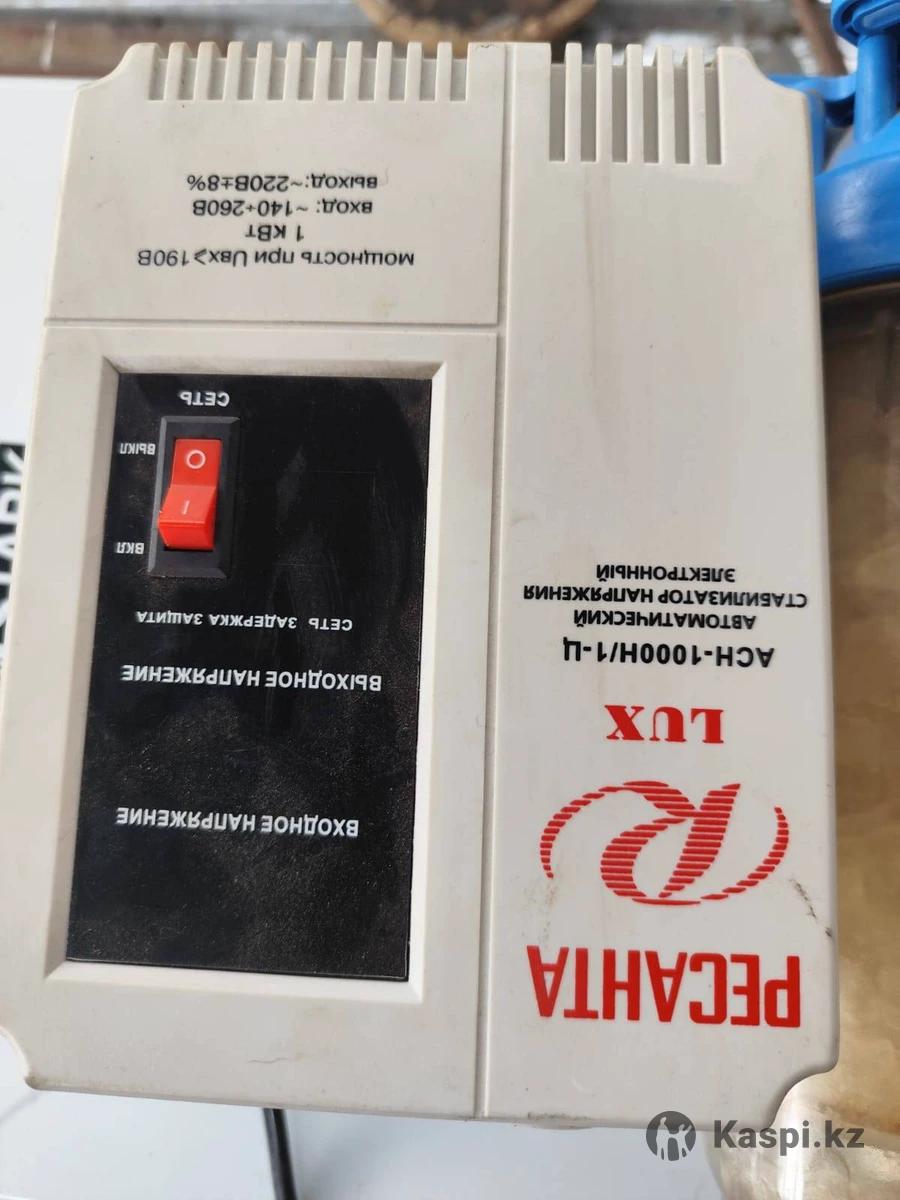 РЕСАНТА
R
LUX
АСН-1000Н/1-Ц
АВТОМАТИЧЕСКИЙ
СТАБИЛИЗАТОР НАПРЯЖЕНИЯ
ЭЛЕКТРОННЫЙ
ВХОДНОЕ НАПРЯЖЕНИЕ
ВЫХОДНОЕ НАПРЯЖЕНИЕ
СЕТЬ ЗАДЕРЖКА ЗАЩИТА
ВКЛ
I
O
ВЫКЛ
СЕТЬ
МОЩНОСТЬ при Uвх⩾190В
1 КВТ
ВХОД: ~140÷260В
ВЫХОД:~220В±8%
Kaspi.kz